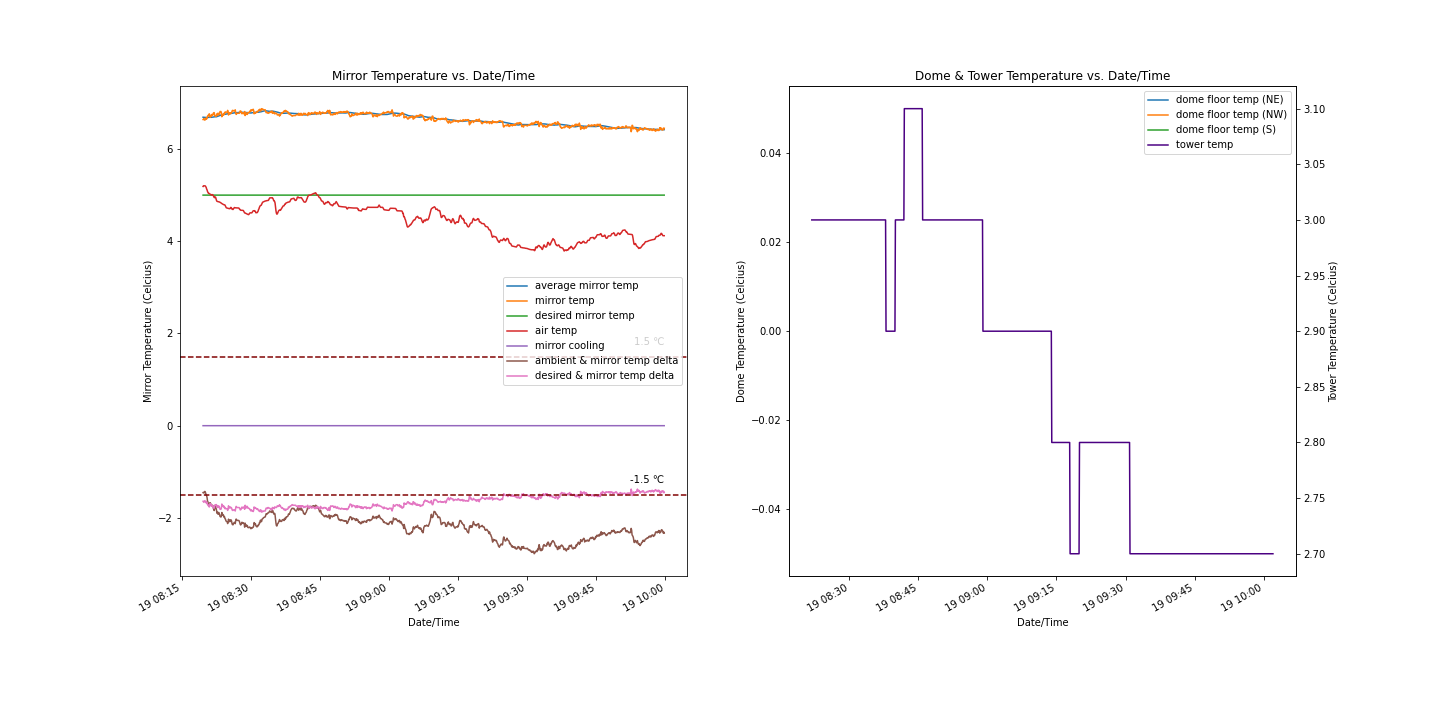 Mirror Temperature vs. Date/Time
Mirror Temperature (Celcius)
6
4
2
0
−2
average mirror temp
mirror temp
desired mirror temp
air temp
mirror cooling
ambient & mirror temp delta
desired & mirror temp delta
1.5 ℃
-1.5 ℃
19 08:15
19 08:30
19 08:45
19 09:00
19 09:15
19 09:30
19 09:45
19 10:00
Date/Time
Dome & Tower Temperature vs. Date/Time
Dome Temperature (Celcius)
0.04
0.02
0.00
−0.02
−0.04
dome floor temp (NE)
dome floor temp (NW)
dome floor temp (S)
tower temp
3.10
3.05
3.00
2.95
2.90
2.85
2.80
2.75
2.70
Tower Temperature (Celcius)
19 08:30
19 08:45
19 09:00
19 09:15
19 09:30
19 09:45
19 10:00
Date/Time